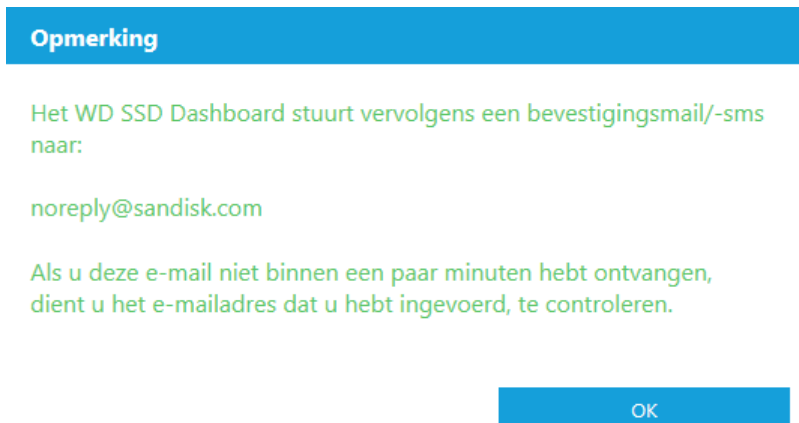 Opmerking
Het WD SSD Dashboard stuurt vervolgens een bevestigingsmail/-sms
naar:
noreply@sandisk.com
Als u deze e-mail niet binnen een paar minuten hebt ontvangen,
dient u het e-mailadres dat u hebt ingevoerd, te controleren.
OK